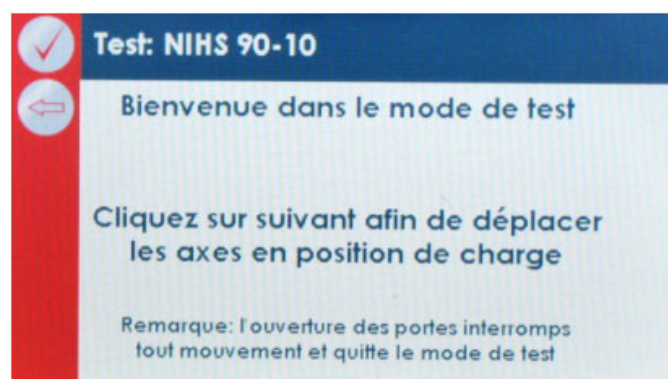 Test: NIHS 90-10
Bienvenue dans le mode de test
Cliquez sur suivant afin de déplacer
les axes en position de charge
Remarque: l'ouverture des portes interromps
tout mouvement et quitte le mode de test